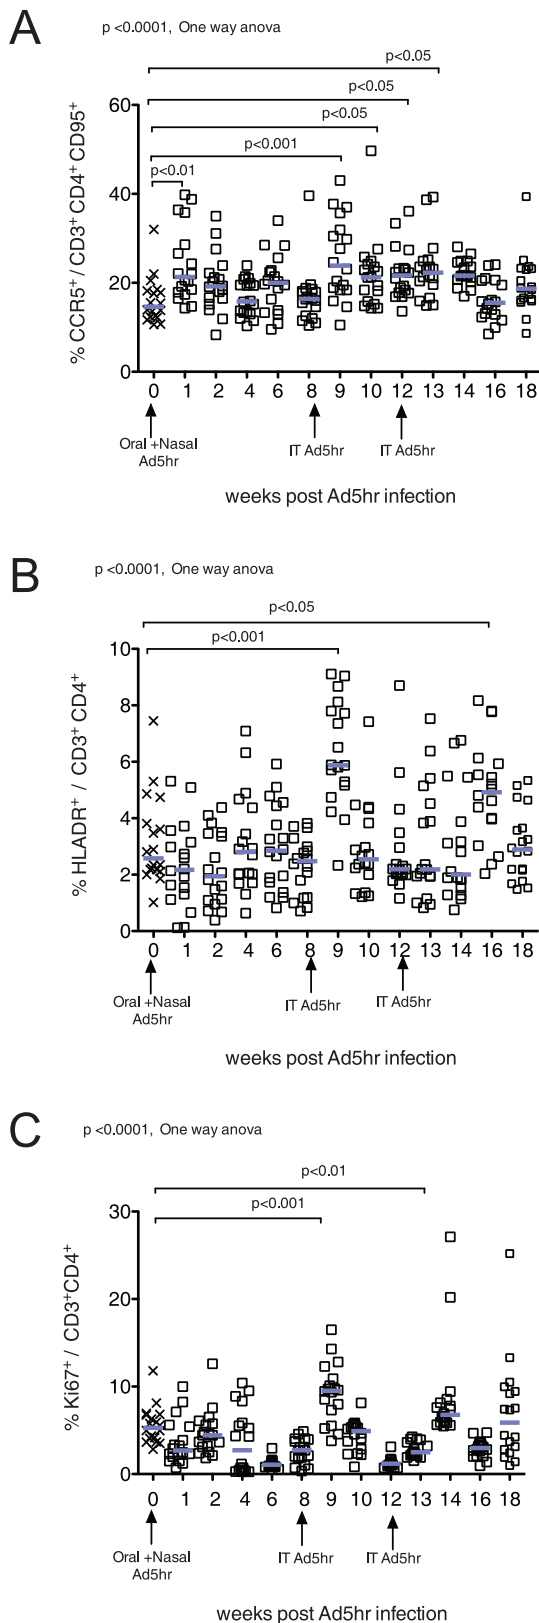 A
p <0.0001, One way anova
p<0.05
p<0.05
p<0.05
p<0.001
p<0.01
% CCR5⁺ / CD3⁺ CD4⁺ CD95⁺
60
40
20
0
0 1 2 4 6 8 9 10 12 13 14 16 18
Oral +Nasal IT Ad5hr IT Ad5hr
Ad5hr
weeks post Ad5hr infection
B
p <0.0001, One way anova
p<0.05
p<0.001
% HLADR⁺ / CD3⁺ CD4⁺
10
8
6
4
2
0
0 1 2 4 6 8 9 10 12 13 14 16 18
Oral +Nasal IT Ad5hr IT Ad5hr
Ad5hr
weeks post Ad5hr infection
C
p <0.0001, One way anova
p<0.01
p<0.001
% Ki67⁺ / CD3⁺CD4⁺
30
20
10
0
0 1 2 4 6 8 9 10 12 13 14 16 18
Oral +Nasal IT Ad5hr IT Ad5hr
Ad5hr
weeks post Ad5hr infection